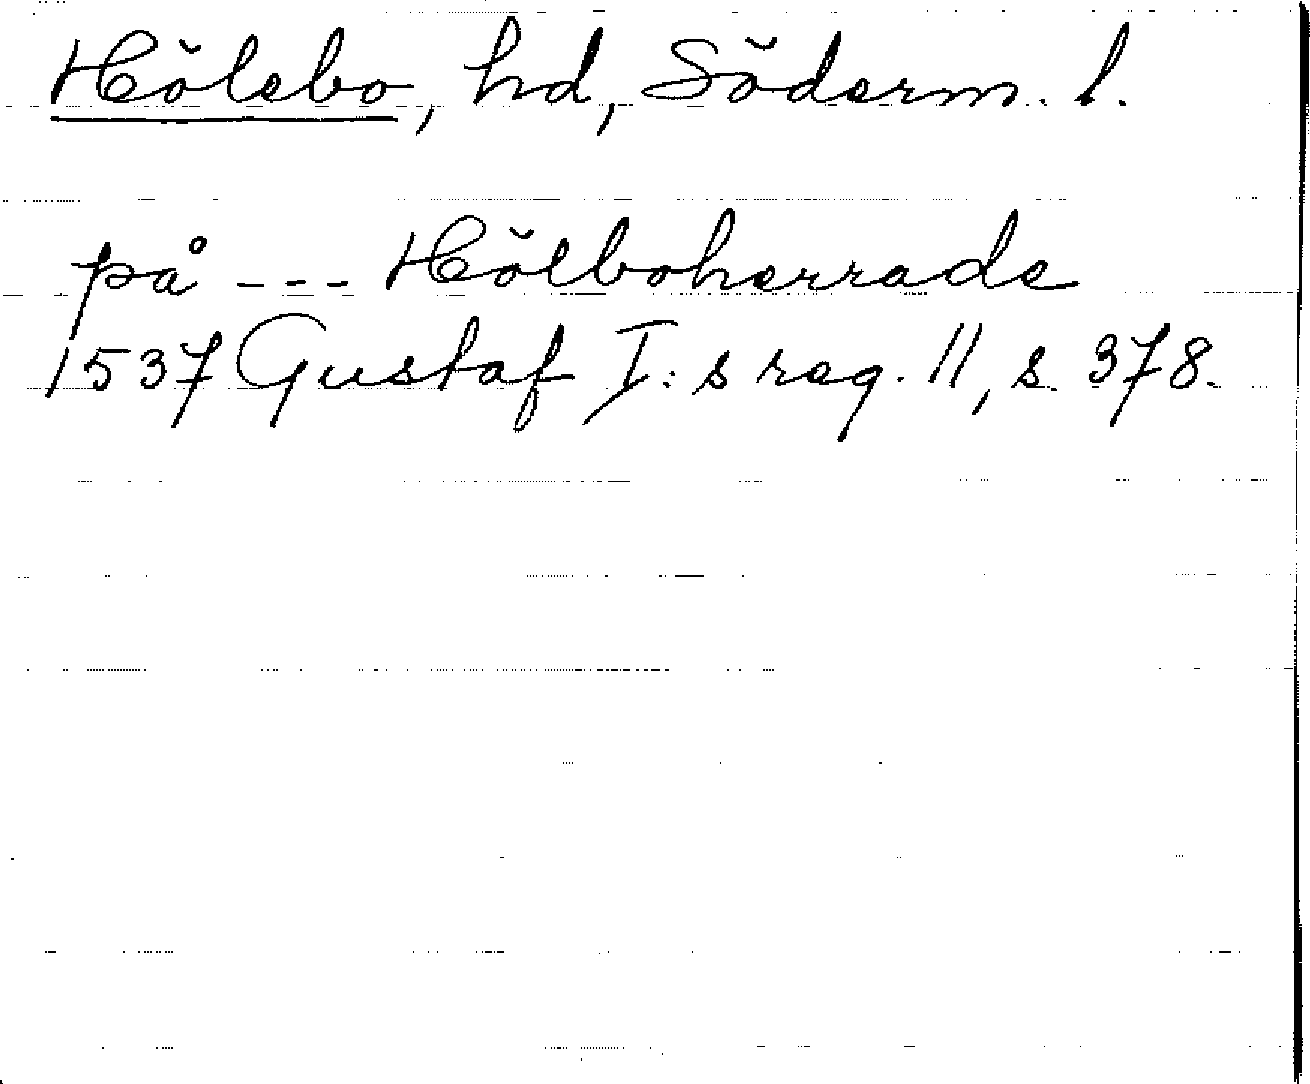 Hölebo, hd, Söderm. l.
på --- Hölboherrade
1537 Gustaf I:s reg. 11, s. 378.